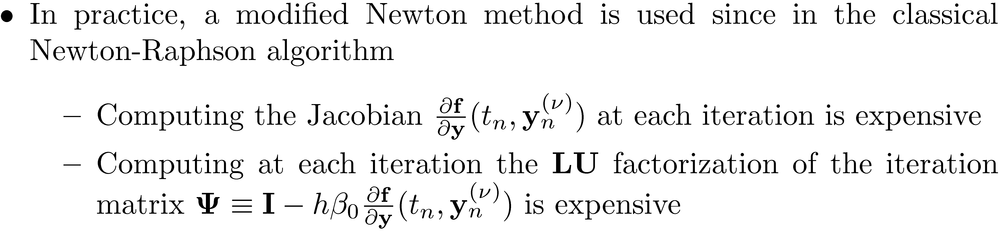 • In practice, a modified Newton method is used since in the classical
Newton-Raphson algorithm
– Computing the Jacobian $\frac{\partial \mathbf{f}}{\partial \mathbf{y}}(t_n, \mathbf{y}_n^{(\nu)})$ at each iteration is expensive
– Computing at each iteration the $\mathbf{LU}$ factorization of the iteration
matrix $\mathbf{\Psi} \equiv \mathbf{I} - h\beta_0 \frac{\partial \mathbf{f}}{\partial \mathbf{y}}(t_n, \mathbf{y}_n^{(\nu)})$ is expensive